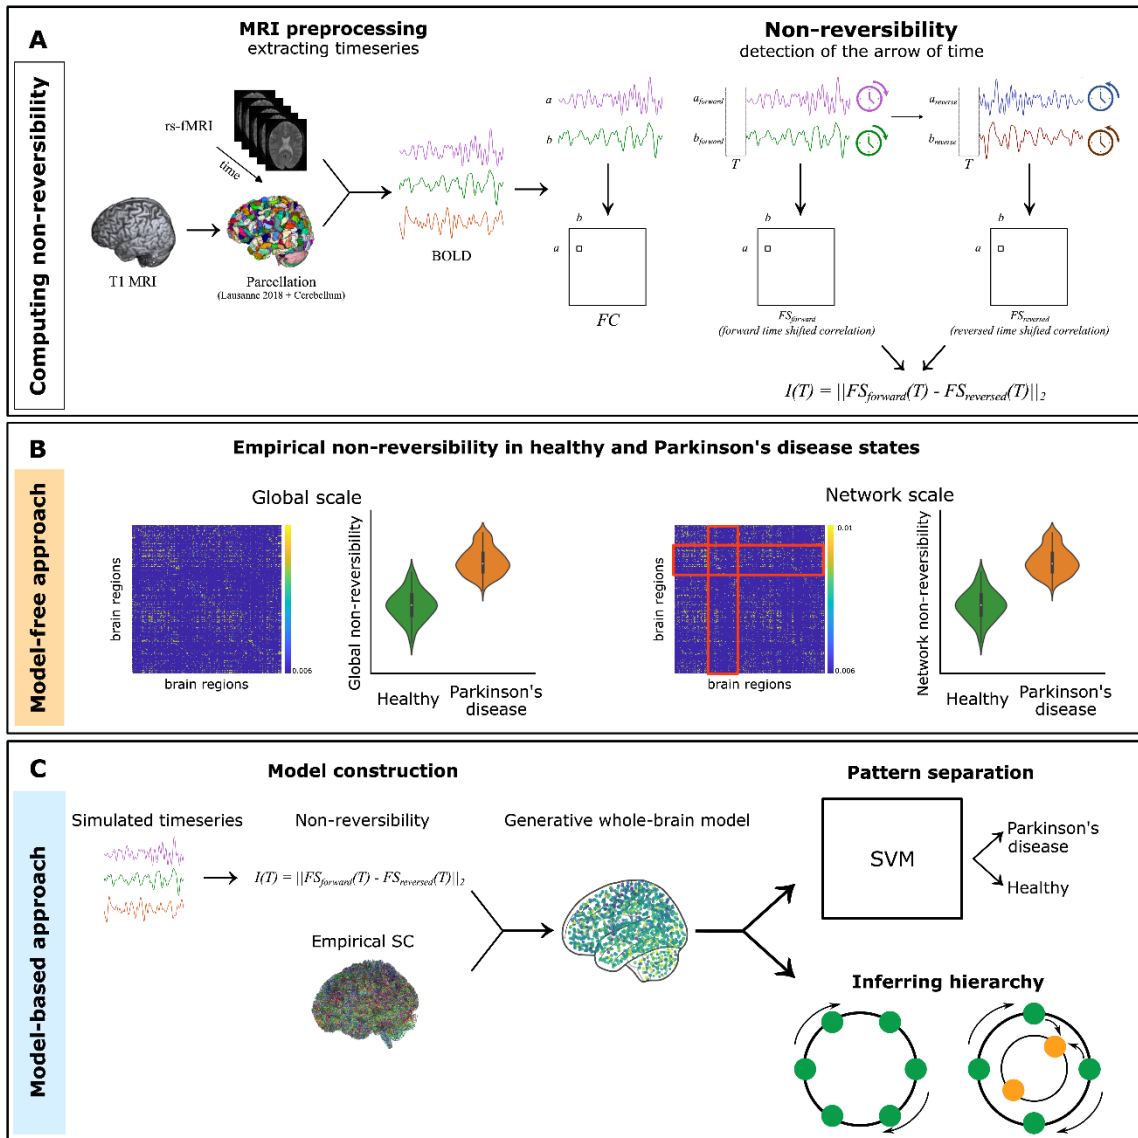 A
Computing non-reversibility
MRI preprocessing
extracting timeseries
rs-fMRI
time
T1 MRI
Parcellation
(Lausanne 2018 + Cerebellum)
BOLD
a
b
b
a
FC
Non-reversibility
detection of the arrow of time
a_forward
b_forward
T
b
a
FS_forward
(forward time shifted correlation)
a_reverse
b_reverse
T
b
a
FS_reversed
(reversed time shifted correlation)
I(T) = ||FS_forward(T) - FS_reversed(T)||_2
B
Model-free approach
Empirical non-reversibility in healthy and Parkinson's disease states
Global scale
brain regions
brain regions
0.006
Global non-reversibility
Healthy
Parkinson's
disease
Network scale
brain regions
brain regions
0.01
0.006
Network non-reversibility
Healthy
Parkinson's
disease
C
Model-based approach
Model construction
Simulated timeseries
Non-reversibility
I(T) = ||FS_forward(T) - FS_reversed(T)||_2
Empirical SC
Generative whole-brain model
Pattern separation
SVM
Parkinson's
disease
Healthy
Inferring hierarchy